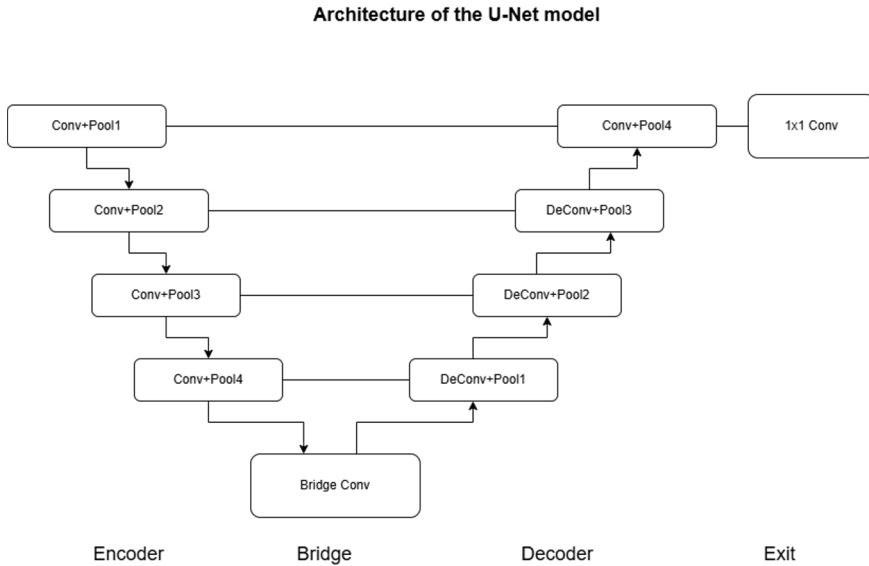 Architecture of the U-Net model
Conv+Pool1
Conv+Pool4
1x1 Conv
Conv+Pool2
DeConv+Pool3
Conv+Pool3
DeConv+Pool2
Conv+Pool4
DeConv+Pool1
Bridge Conv
Encoder
Bridge
Decoder
Exit